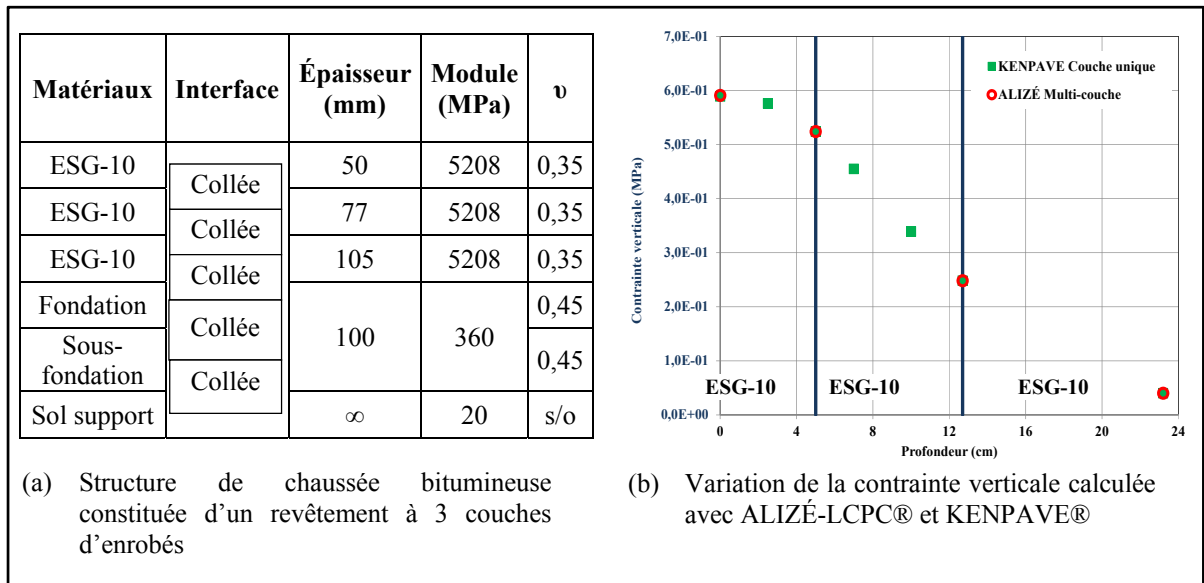 Matériaux Interface Épaisseur (mm) Module (MPa) υ
ESG-10 50 5208 0,35
Collée
ESG-10 77 5208 0,35
Collée
ESG-10 105 5208 0,35
Collée
Fondation 0,45
Collée
100 360
Sous-fondation 0,45
Collée
Sol support ∞ 20 s/o
(a) Structure de chaussée bitumineuse
constituée d’un revêtement à 3 couches
d’enrobés
7,0E-01
6,0E-01
5,0E-01
4,0E-01
3,0E-01
2,0E-01
1,0E-01
0,0E+00
Contrainte verticale (MPa)
KENPAVE Couche unique
ALIZÉ Multi-couche
ESG-10 ESG-10 ESG-10
0 4 8 12 16 20 24
Profondeur (cm)
(b) Variation de la contrainte verticale calculée
avec ALIZÉ-LCPC® et KENPAVE®